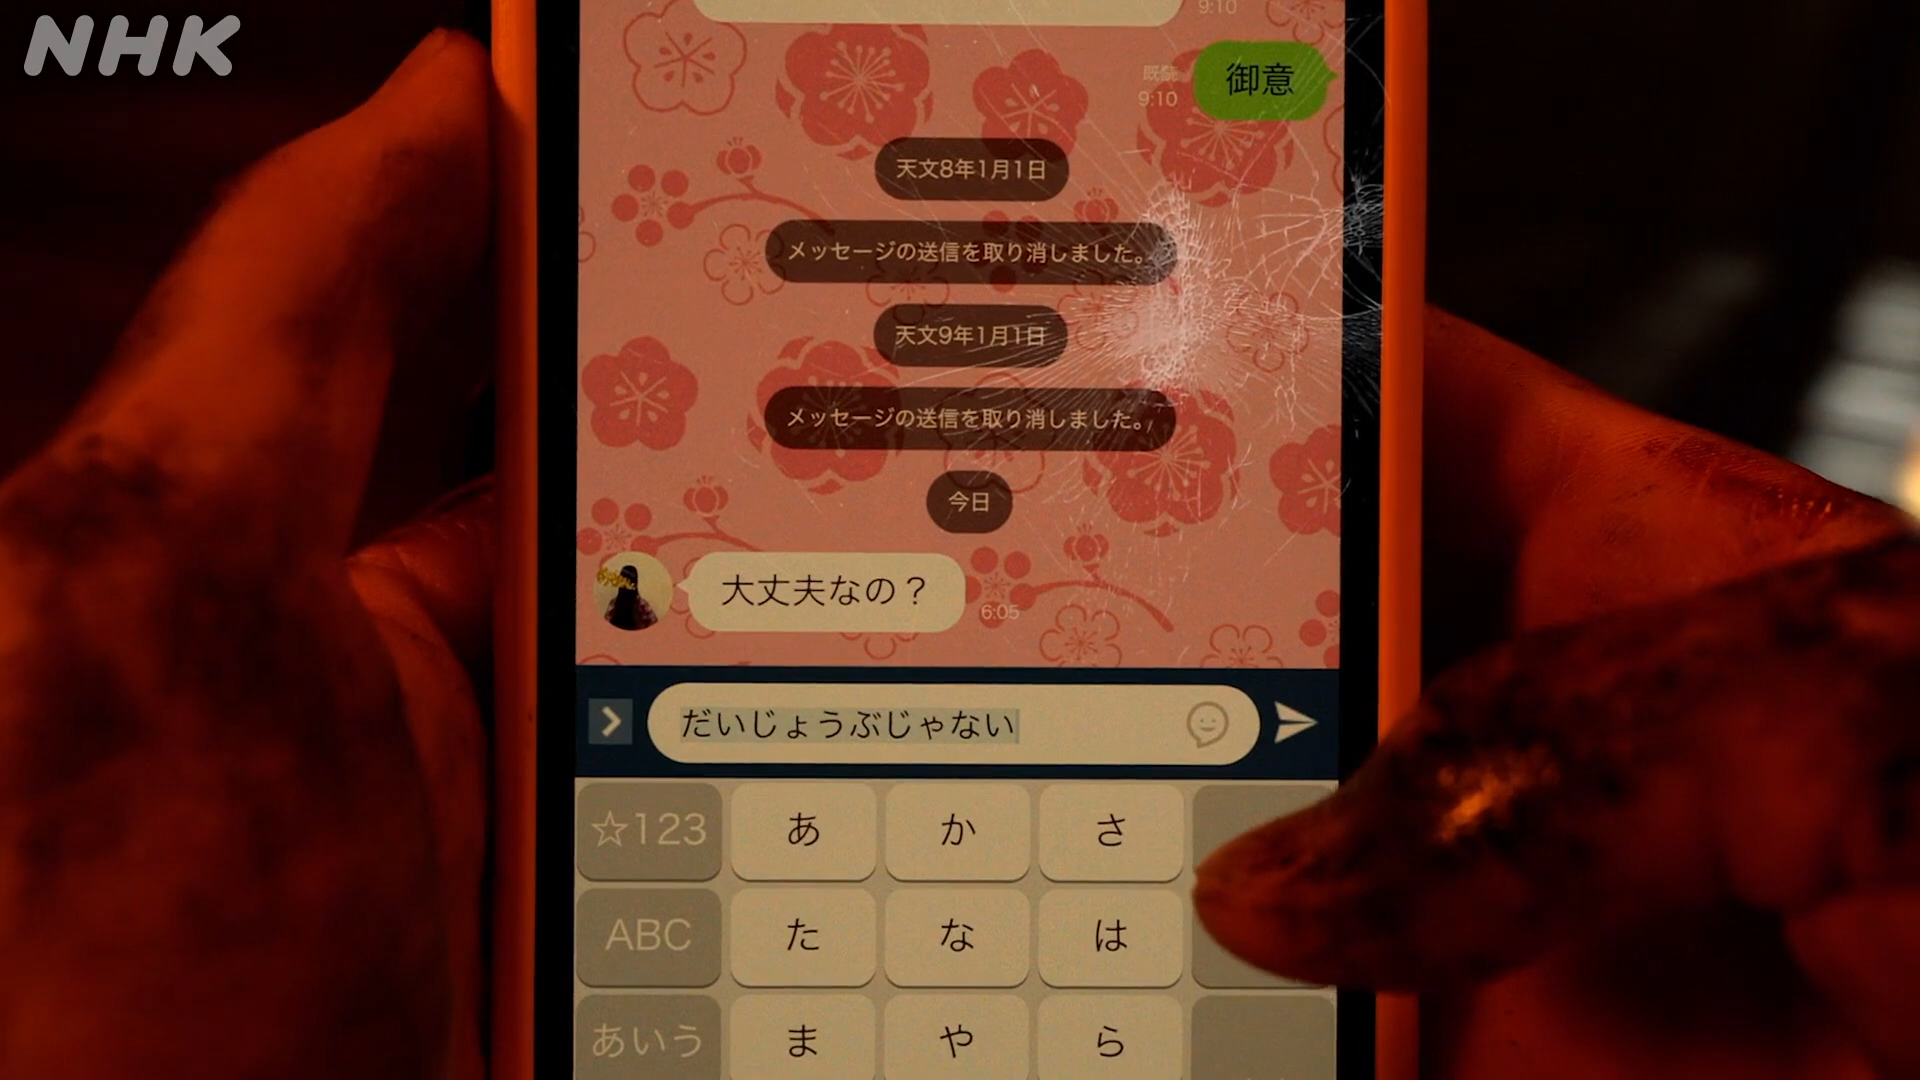 NHK
9:10
既読
9:10
御意
天文8年1月1日
メッセージの送信を取り消しました。
天文9年1月1日
メッセージの送信を取り消しました。
今日
大丈夫なの？
6:05
だいじょうぶじゃない
☆123 あ か さ
ABC た な は
あいう ま や ら